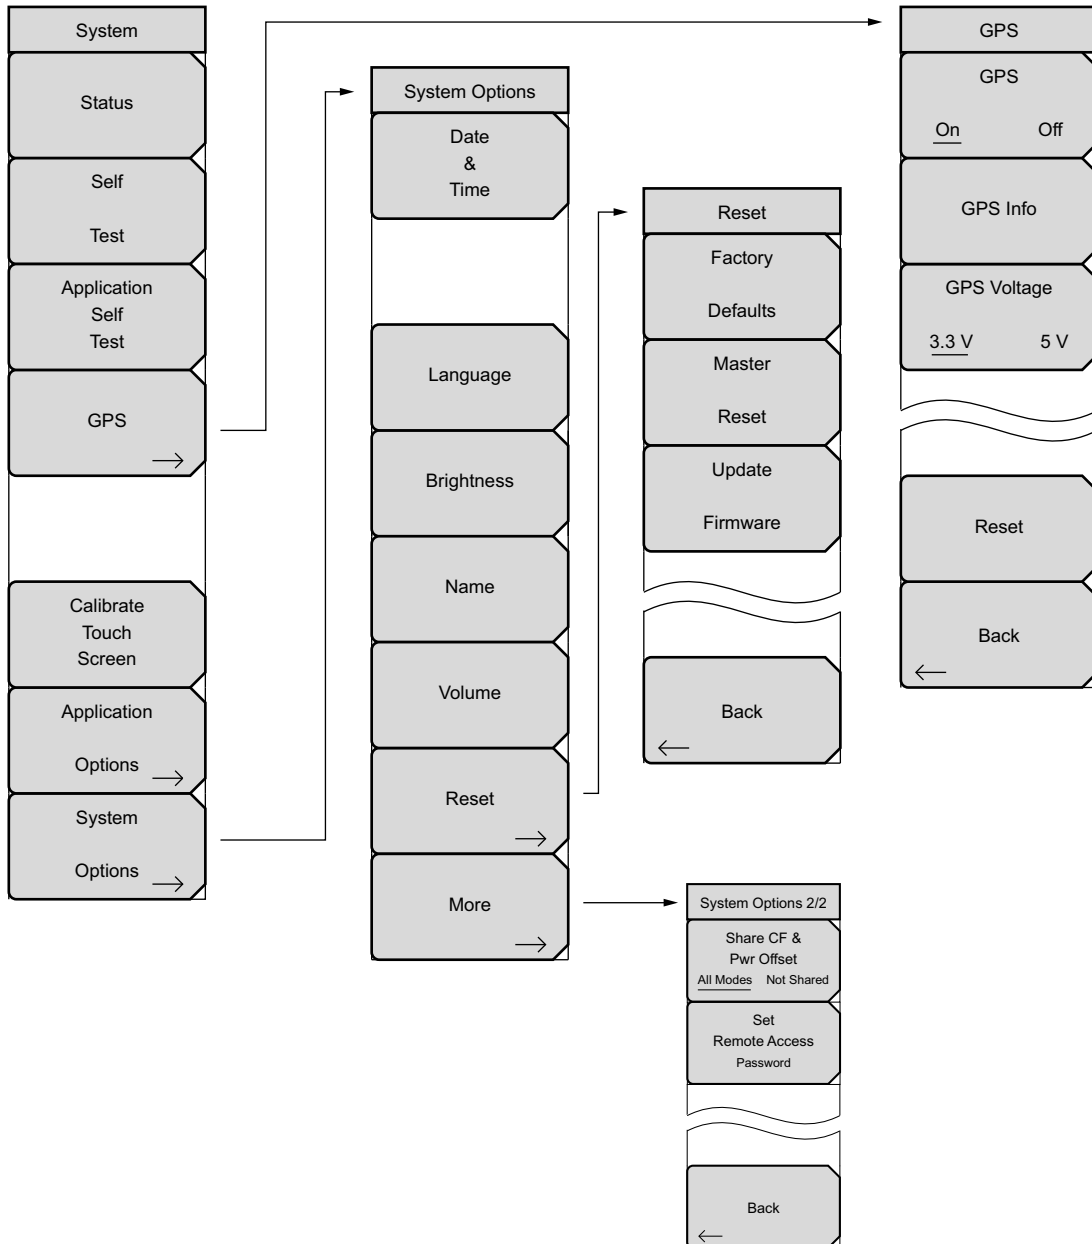 System
Status
Self
Test
Application
Self
Test
GPS
Calibrate
Touch
Screen
Application
Options
System
Options
System Options
Date
&
Time
Language
Brightness
Name
Volume
Reset
More
Reset
Factory
Defaults
Master
Reset
Update
Firmware
Back
System Options 2/2
Share CF &
Pwr Offset
All Modes Not Shared
Set
Remote Access
Password
Back
GPS
GPS
On Off
GPS Info
GPS Voltage
3.3 V 5 V
Reset
Back